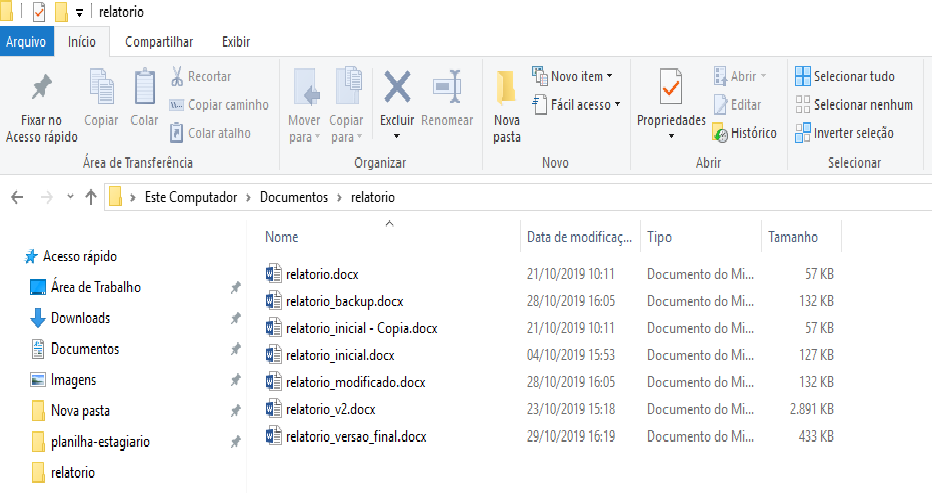 relatorio
Arquivo Início Compartilhar Exibir
Fixar no Acesso rápido
Copiar
Colar
Recortar
Copiar caminho
Colar atalho
Área de Transferência
Mover para
Copiar para
Excluir
Renomear
Organizar
Nova pasta
Novo item
Fácil acesso
Novo
Propriedades
Abrir
Editar
Histórico
Abrir
Selecionar tudo
Selecionar nenhum
Inverter seleção
Selecionar
Este Computador > Documentos > relatorio
Acesso rápido
Área de Trabalho
Downloads
Documentos
Imagens
Nova pasta
planilha-estagiario
relatorio
Nome Data de modificaç... Tipo Tamanho
relatorio.docx 21/10/2019 10:11 Documento do Mi... 57 KB
relatorio_backup.docx 28/10/2019 16:05 Documento do Mi... 132 KB
relatorio_inicial - Copia.docx 21/10/2019 10:11 Documento do Mi... 57 KB
relatorio_inicial.docx 04/10/2019 15:53 Documento do Mi... 127 KB
relatorio_modificado.docx 28/10/2019 16:05 Documento do Mi... 132 KB
relatorio_v2.docx 23/10/2019 15:18 Documento do Mi... 2.891 KB
relatorio_versao_final.docx 29/10/2019 16:19 Documento do Mi... 433 KB